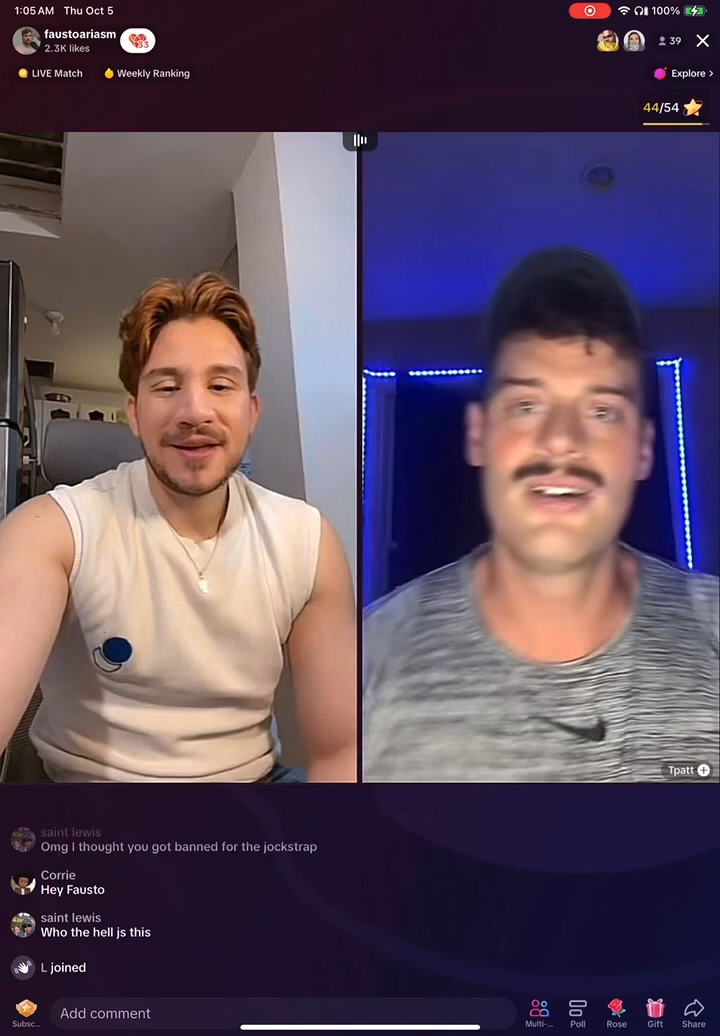 1:05 AM Thu Oct 5
100%
faustoariasm
2.3K likes
33
39
LIVE Match
Weekly Ranking
Explore >
44/54
Tpatt
saint lewis
Omg I thought you got banned for the jockstrap
Corrie
Hey Fausto
saint lewis
Who the hell js this
L joined
Subsc...
Add comment
Multi-...
Poll
Rose
Gift
Share